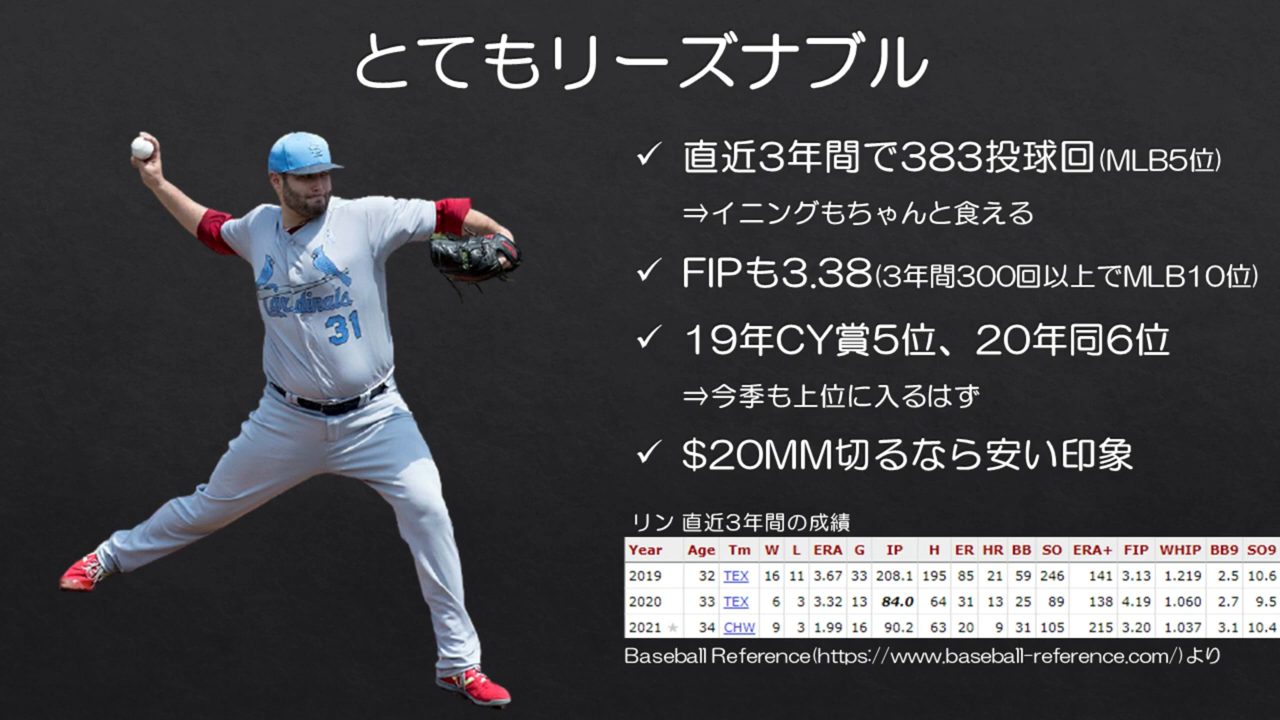 とてもリーズナブル
✓ 直近3年間で383投球回(MLB5位)
⇒イニングもちゃんと食える
✓ FIPも3.38(3年間300回以上でMLB10位)
✓ 19年CY賞5位、20年同6位
⇒今季も上位に入るはず
✓ $20MM切るなら安い印象
Cardinals
31
リン 直近3年間の成績
Year Age Tm W L ERA G IP H ER HR BB SO ERA+ FIP WHIP BB9 SO9
2019 32 TEX 16 11 3.67 33 208.1 195 85 21 59 246 141 3.13 1.219 2.5 10.6
2020 33 TEX 6 3 3.32 13 84.0 64 31 13 25 89 138 4.19 1.060 2.7 9.5
2021 ★ 34 CHW 9 3 1.99 16 90.2 63 20 9 31 105 215 3.20 1.037 3.1 10.4
Baseball Reference(https://www.baseball-reference.com/)より